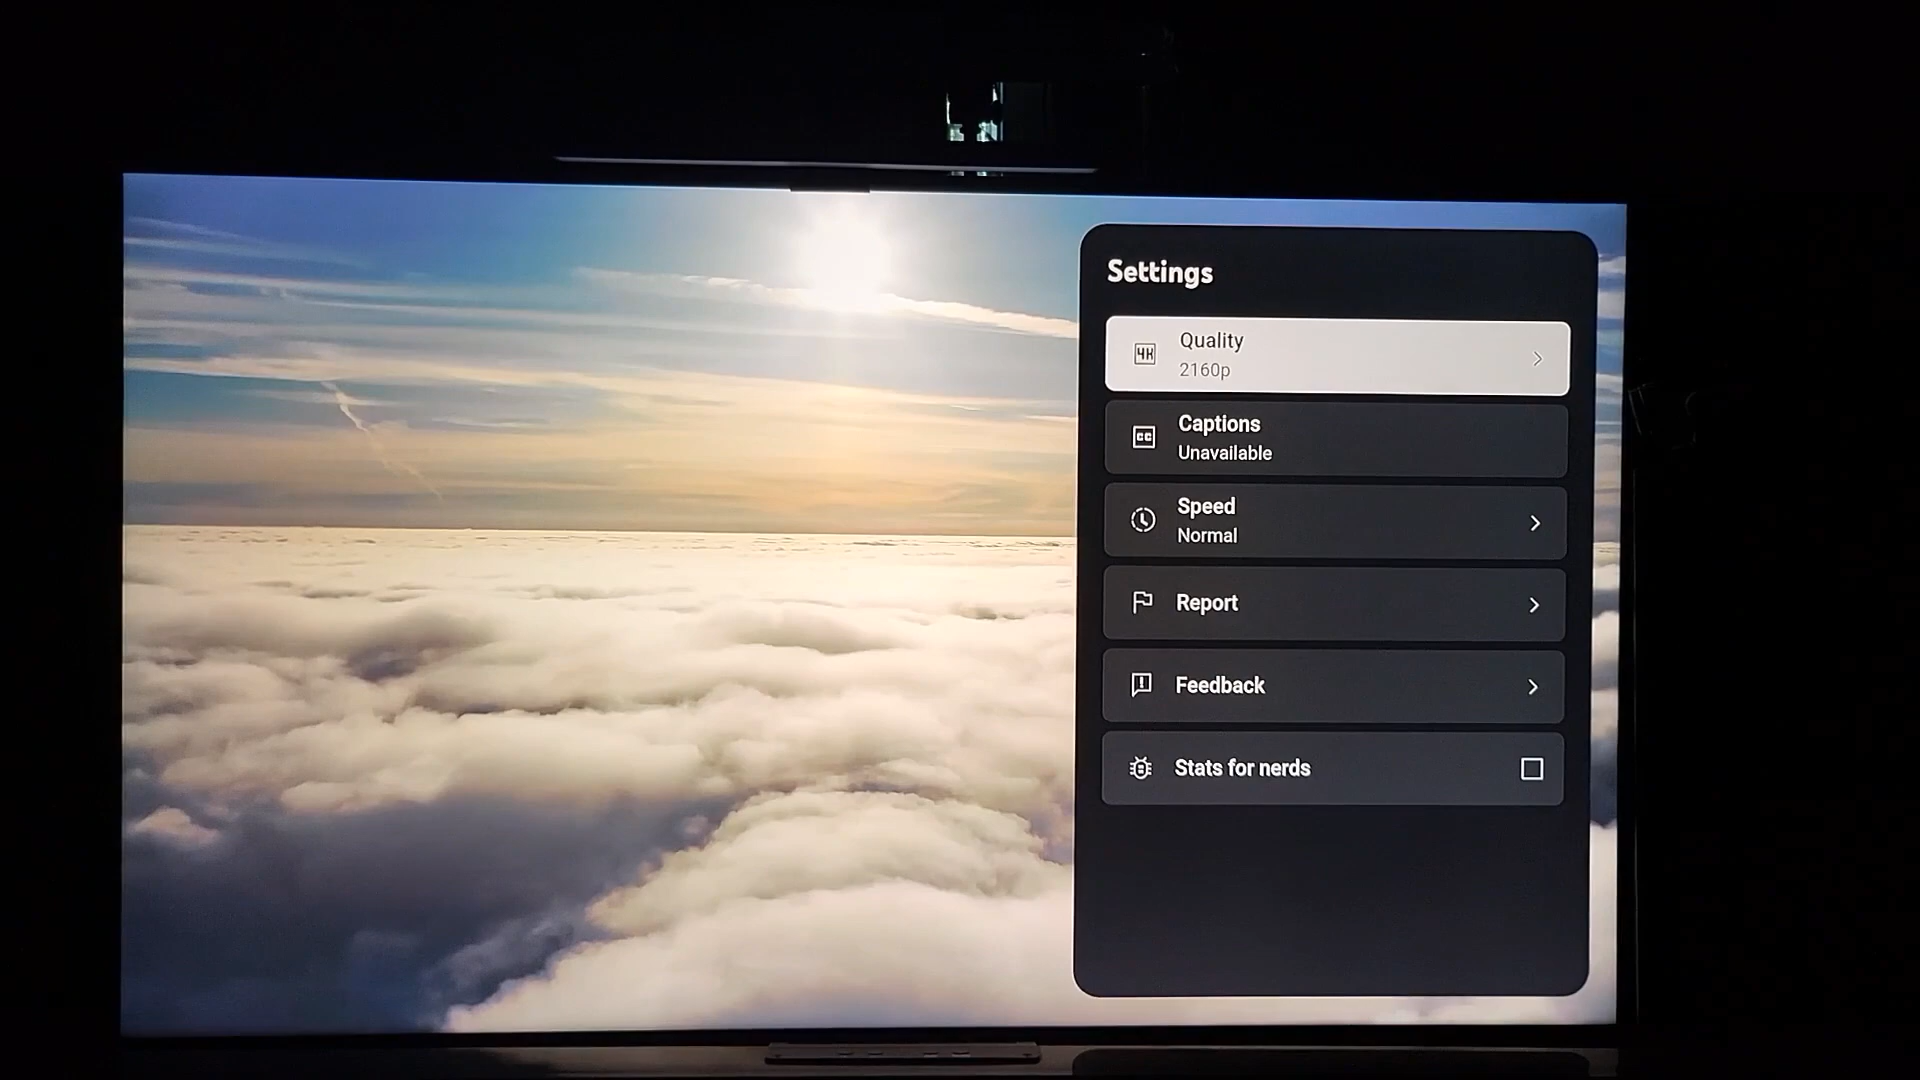 Settings
4K
Quality
2160p
CC
Captions
Unavailable
Speed
Normal
Report
Feedback
Stats for nerds